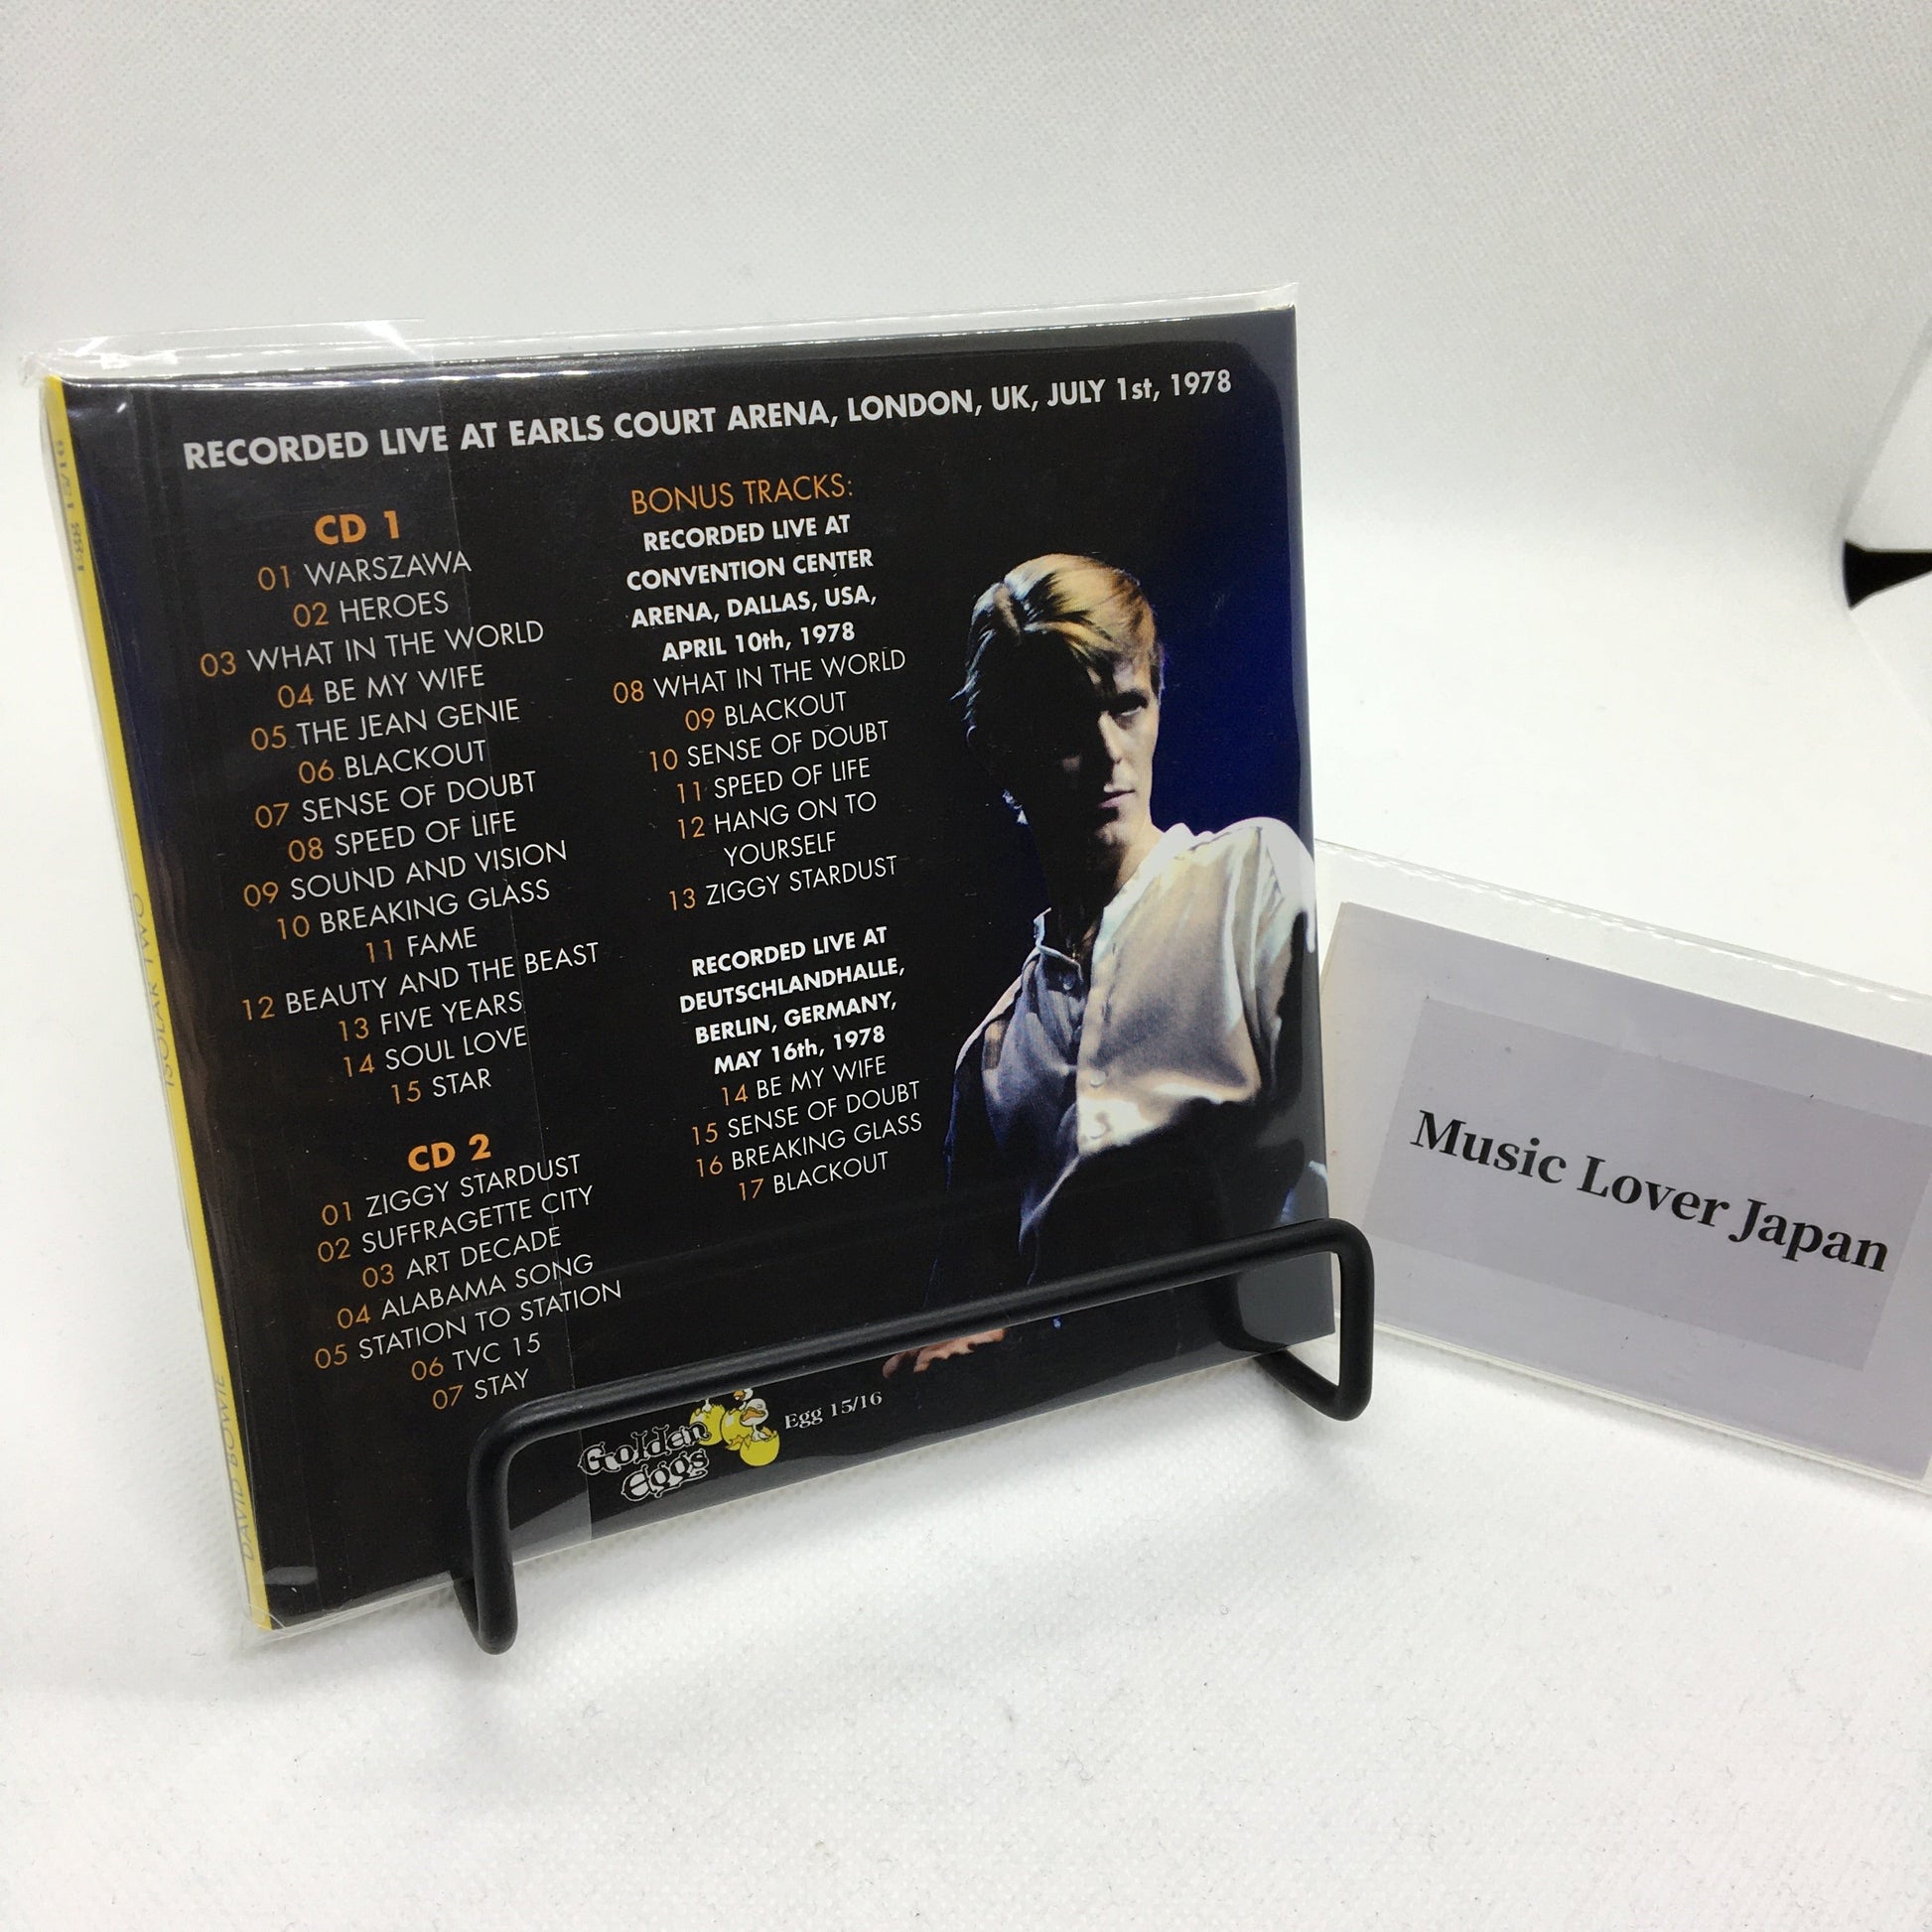 RECORDED LIVE AT EARLS COURT ARENA, LONDON, UK, JULY 1st, 1978
CD 1
01 WARSZAWA
02 HEROES
03 WHAT IN THE WORLD
04 BE MY WIFE
05 THE JEAN GENIE
06 BLACKOUT
07 SENSE OF DOUBT
08 SPEED OF LIFE
09 SOUND AND VISION
10 BREAKING GLASS
11 FAME
12 BEAUTY AND THE BEAST
13 FIVE YEARS
14 SOUL LOVE
15 STAR
CD 2
01 ZIGGY STARDUST
02 SUFFRAGETTE CITY
03 ART DECADE
04 ALABAMA SONG
05 STATION TO STATION
06 TVC 15
07 STAY
BONUS TRACKS:
RECORDED LIVE AT
CONVENTION CENTER
ARENA, DALLAS, USA,
APRIL 10th, 1978
08 WHAT IN THE WORLD
09 BLACKOUT
10 SENSE OF DOUBT
11 SPEED OF LIFE
12 HANG ON TO
YOURSELF
13 ZIGGY STARDUST
RECORDED LIVE AT
DEUTSCHLANDHALLE,
BERLIN, GERMANY,
MAY 16th, 1978
14 BE MY WIFE
15 SENSE OF DOUBT
16 BREAKING GLASS
17 BLACKOUT
Golden
Eggs
Egg 15/16
DAVID BOWIE
ISOLAR TWO
Egg 15/16
Music Lover Japan